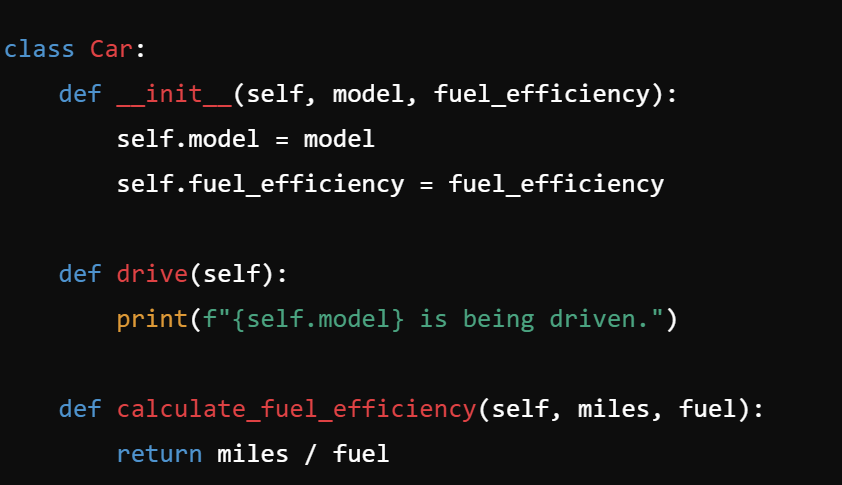 class Car:
    def __init__(self, model, fuel_efficiency):
        self.model = model
        self.fuel_efficiency = fuel_efficiency

    def drive(self):
        print(f"{self.model} is being driven.")

    def calculate_fuel_efficiency(self, miles, fuel):
        return miles / fuel